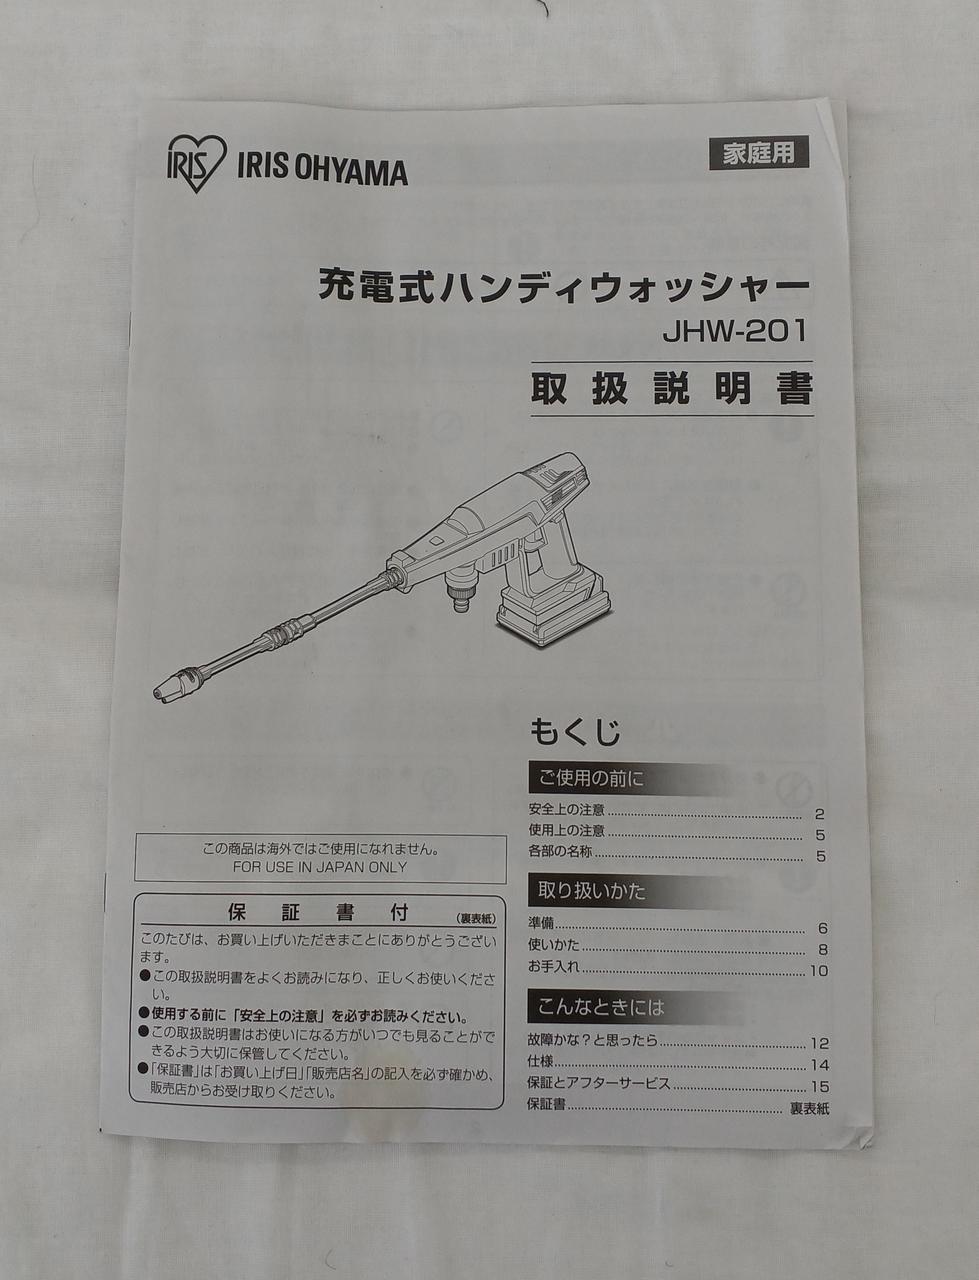 IRIS IRIS OHYAMA
家庭用
充電式ハンディウォッシャー
JHW-201
取扱説明書
もくじ
ご使用の前に
安全上の注意 2
使用上の注意 5
各部の名称 5
取り扱いかた
準備 6
使いかた 8
お手入れ 10
こんなときには
故障かな?と思ったら 12
仕様 14
保証とアフターサービス 15
保証書 裏表紙
この商品は海外ではご使用になれません。
FOR USE IN JAPAN ONLY
保証書付 (裏表紙)
このたびは、お買い上げいただきまことにありがとうござい
ます。
●この取扱説明書をよくお読みになり、正しくお使いくださ
い。
●使用する前に「安全上の注意」を必ずお読みください。
●この取扱説明書はお使いになる方がいつでも見ることがで
きるよう大切に保管してください。
●「保証書」は「お買い上げ日」「販売店名」の記入を必ず確かめ、
販売店からお受け取りください。